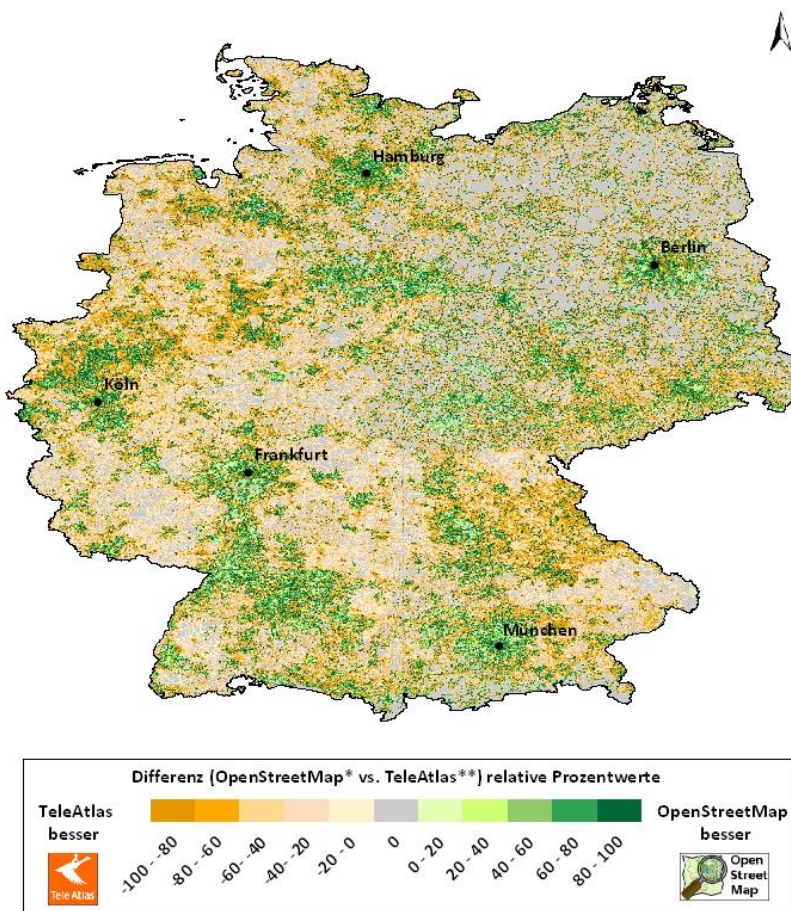 Hamburg
Berlin
Köln
Frankfurt
München
Differenz (OpenStreetMap* vs. TeleAtlas**) relative Prozentwerte
TeleAtlas
besser
OpenStreetMap
besser
-100 - -80
-80 - -60
-60 - -40
-40 - -20
-20 - 0
0
0 - 20
20 - 40
40 - 60
60 - 80
80 - 100
Tele Atlas
Open
Street
Map